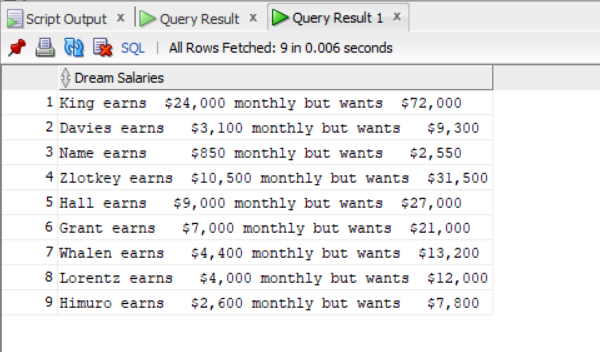 Script Output x Query Result x Query Result 1 x
SQL | All Rows Fetched: 9 in 0.006 seconds
Dream Salaries
1 King earns  $24,000 monthly but wants  $72,000
2 Davies earns   $3,100 monthly but wants   $9,300
3 Name earns     $850 monthly but wants   $2,550
4 Zlotkey earns  $10,500 monthly but wants  $31,500
5 Hall earns   $9,000 monthly but wants  $27,000
6 Grant earns   $7,000 monthly but wants  $21,000
7 Whalen earns   $4,400 monthly but wants  $13,200
8 Lorentz earns   $4,000 monthly but wants  $12,000
9 Himuro earns   $2,600 monthly but wants   $7,800